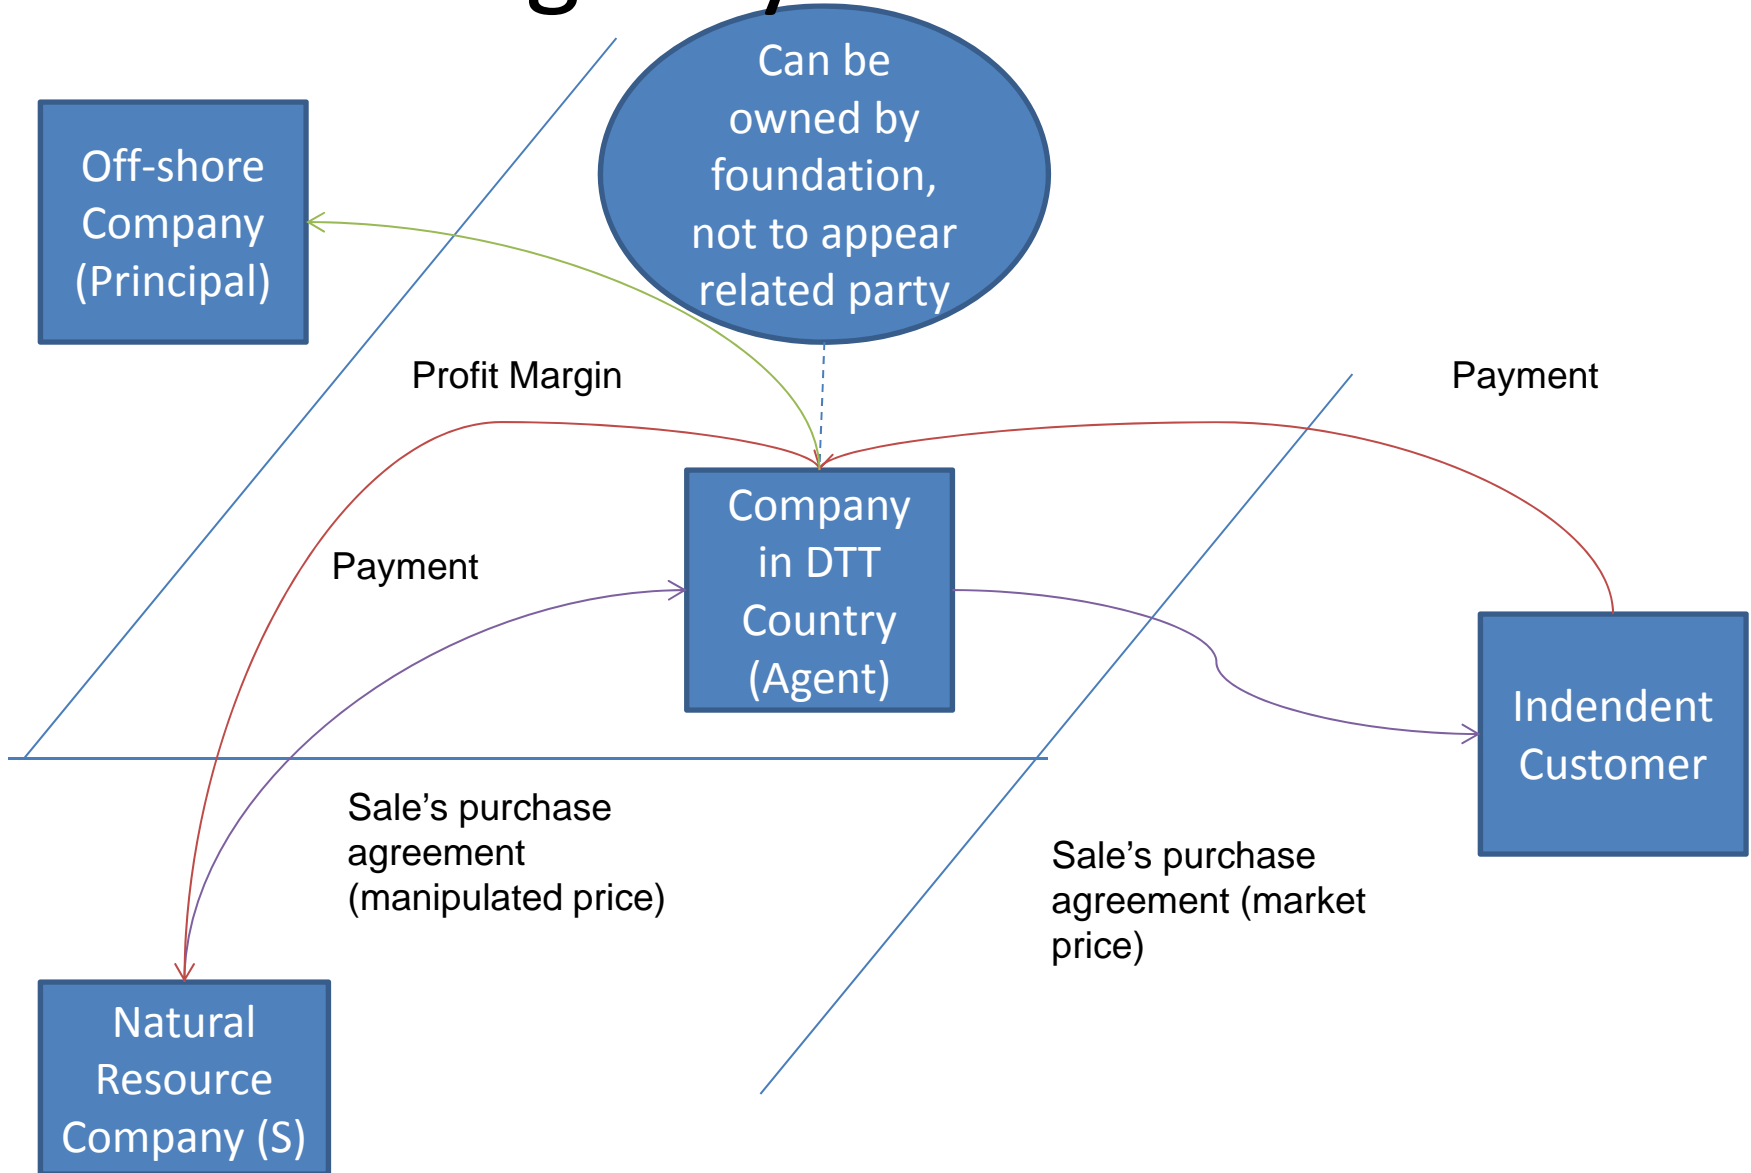 Can be
owned by
foundation,
not to appear
related party
Off-shore
Company
(Principal)
Profit Margin
Payment
Company
in DTT
Country
(Agent)
Payment
Indendent
Customer
Sale’s purchase
agreement
(manipulated price)
Sale’s purchase
agreement (market
price)
Natural
Resource
Company (S)